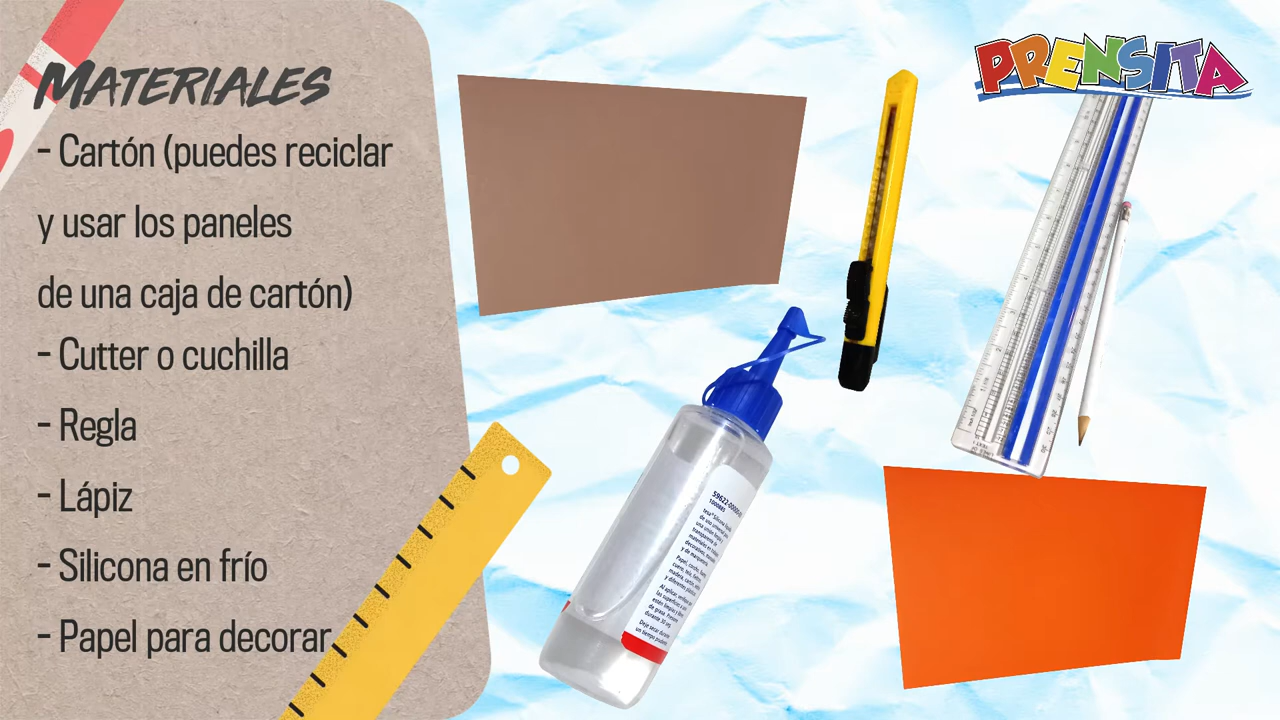 MATERIALES
- Cartón (puedes reciclar
y usar los paneles
de una caja de cartón)
- Cutter o cuchilla
- Regla
- Lápiz
- Silicona en frío
- Papel para decorar
PRENSITA